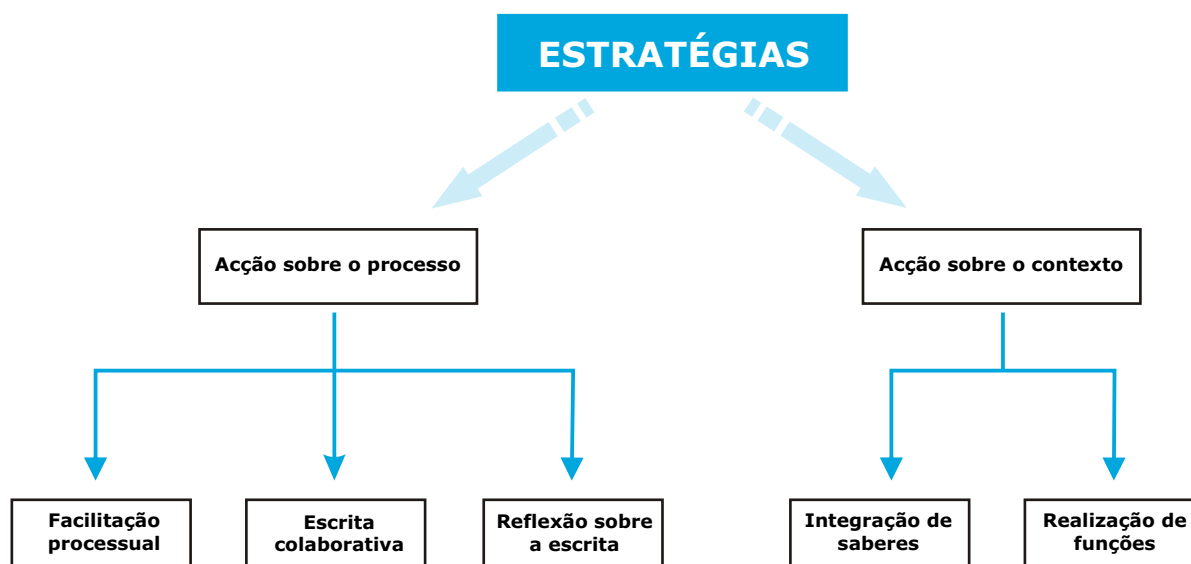 ESTRATÉGIAS
Acção sobre o processo
Acção sobre o contexto
Facilitação
processual
Escrita
colaborativa
Reflexão sobre
a escrita
Integração de
saberes
Realização de
funções